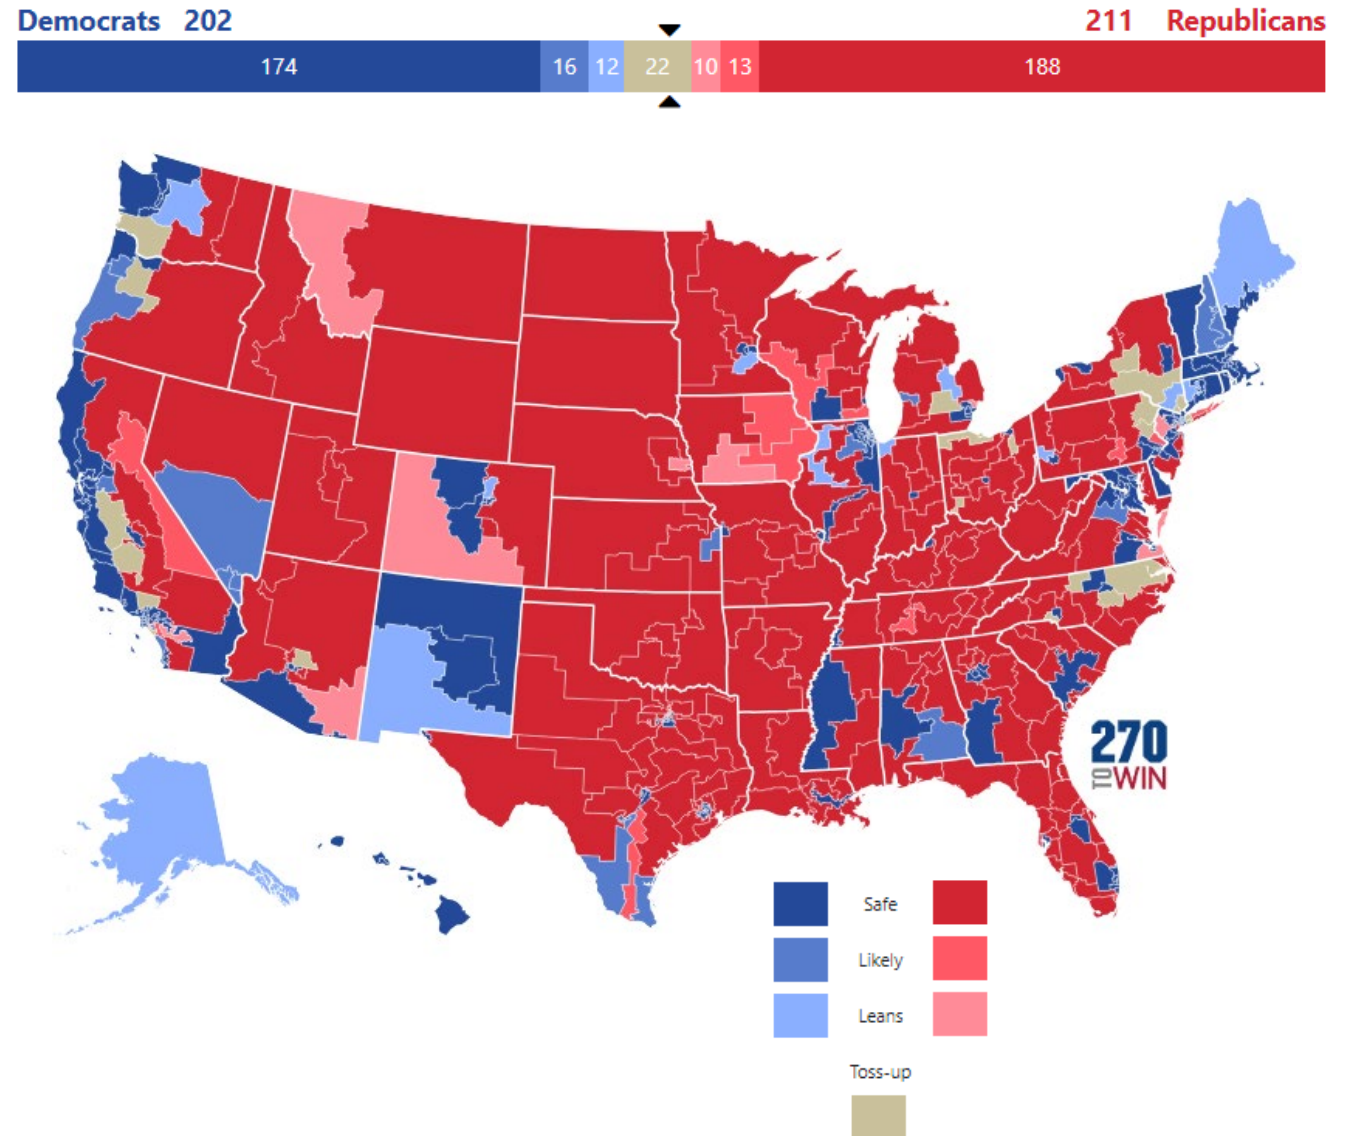 Democrats 202
211 Republicans
174 16 12 22 10 13 188
270
TO WIN
Safe
Likely
Leans
Toss-up